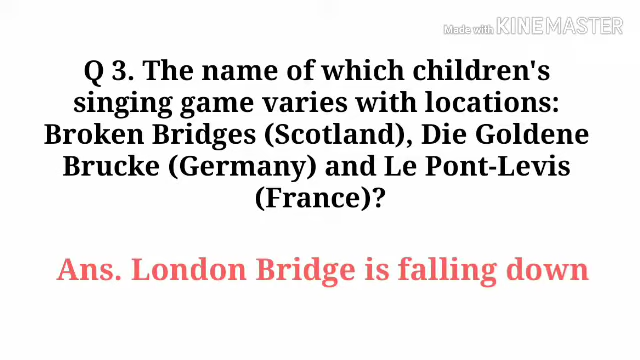 Made with KINEMASTER
Q 3. The name of which children's
singing game varies with locations:
Broken Bridges (Scotland), Die Goldene
Brucke (Germany) and Le Pont-Levis
(France)?
Ans. London Bridge is falling down